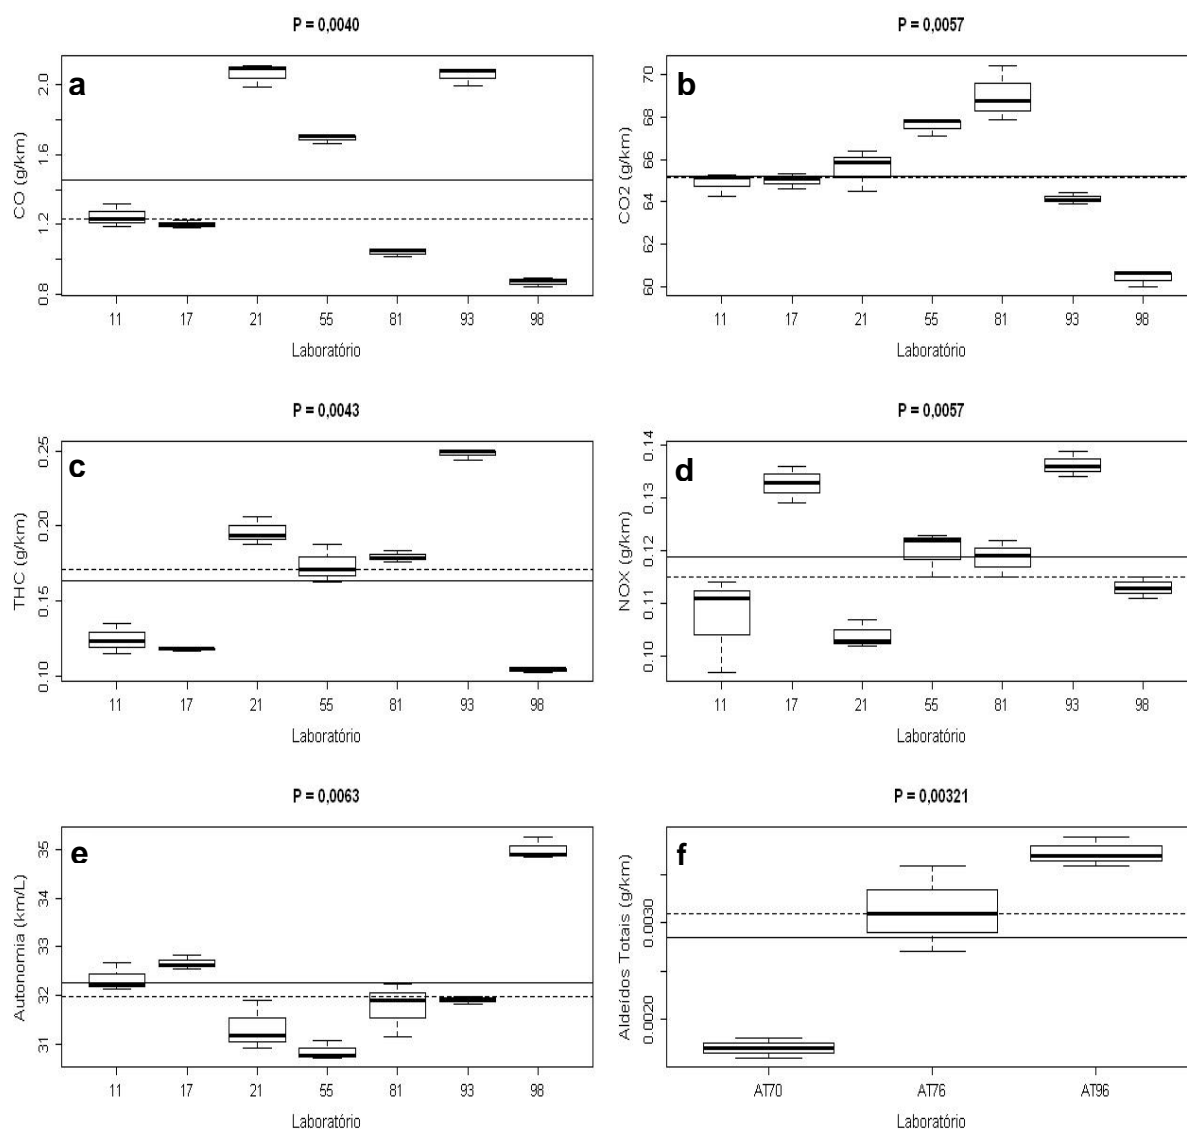 P = 0,0040
a
CO (g/km)
0.8
1.2
1.6
2.0
11 17 21 55 81 93 98
Laboratório
P = 0,0057
b
CO2 (g/km)
60
62
64
66
68
70
11 17 21 55 81 93 98
Laboratório
P = 0,0043
c
THC (g/km)
0.10
0.15
0.20
0.25
11 17 21 55 81 93 98
Laboratório
P = 0,0057
d
NOX (g/km)
0.10
0.11
0.12
0.13
0.14
11 17 21 55 81 93 98
Laboratório
P = 0,0063
e
Autonomia (km/L)
31
32
33
34
35
11 17 21 55 81 93 98
Laboratório
P = 0,00321
f
Aldeídos Totais (g/km)
0.0020
0.0030
AT70 AT76 AT96
Laboratório